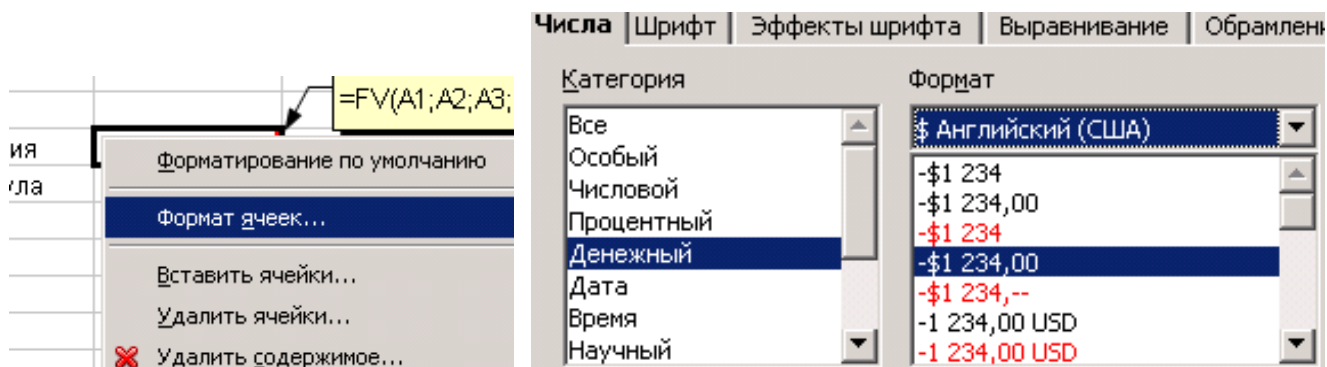 =FV(A1;A2;A3;
ия
ула
Форматирование по умолчанию
Формат ячеек...
Вставить ячейки...
Удалить ячейки...
Удалить содержимое...
Числа Шрифт Эффекты шрифта Выравнивание Обрамлени
Категория
Все
Особый
Числовой
Процентный
Денежный
Дата
Время
Научный
Формат
$ Английский (США)
-$1 234
-$1 234,00
-$1 234
-$1 234,00
-$1 234,--
-1 234,00 USD
-1 234,00 USD